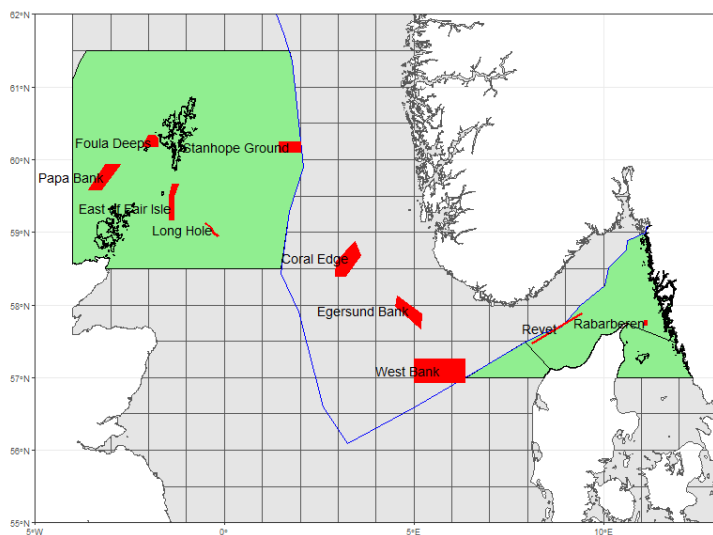 62°N
61°N
Foula Deeps
Stanhope Ground
60°N
Papa Bank
East of Fair Isle
Long Hole
59°N
Coral Edge
58°N
Egersund Bank
Revet
Rabarberen
West Bank
57°N
56°N
55°N
5°W
0°
5°E
10°E